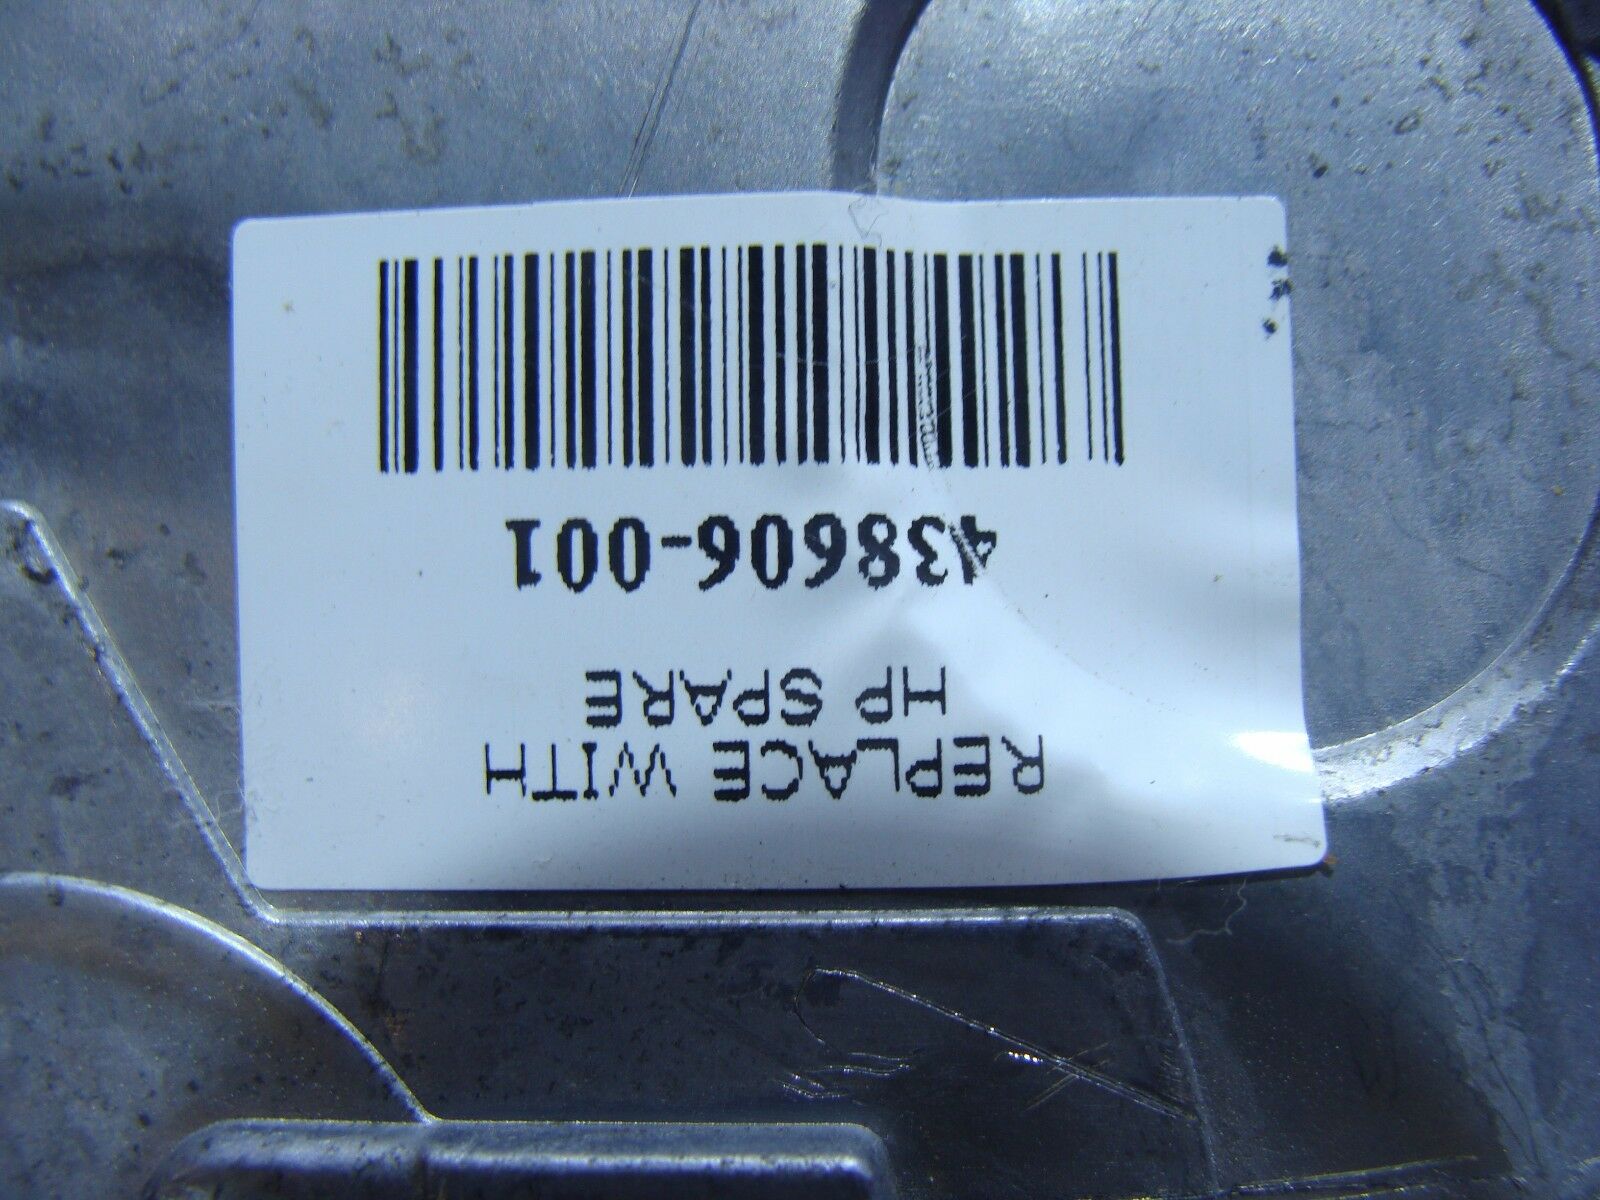 REPLACE WITH
HP SPARE
438606-001